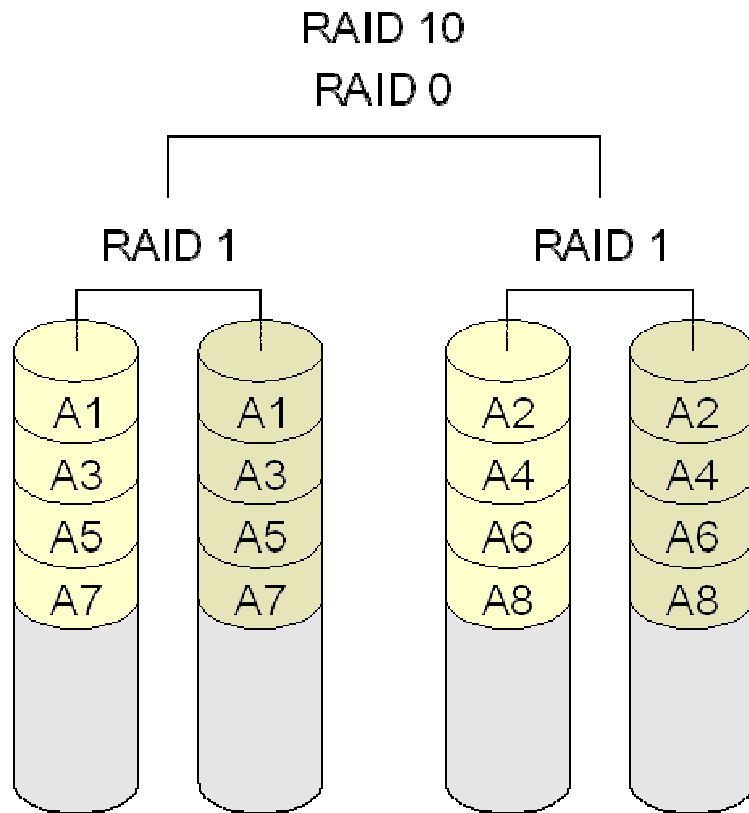 RAID 10
RAID 0
RAID 1 RAID 1
A1 A1 A2 A2
A3 A3 A4 A4
A5 A5 A6 A6
A7 A7 A8 A8